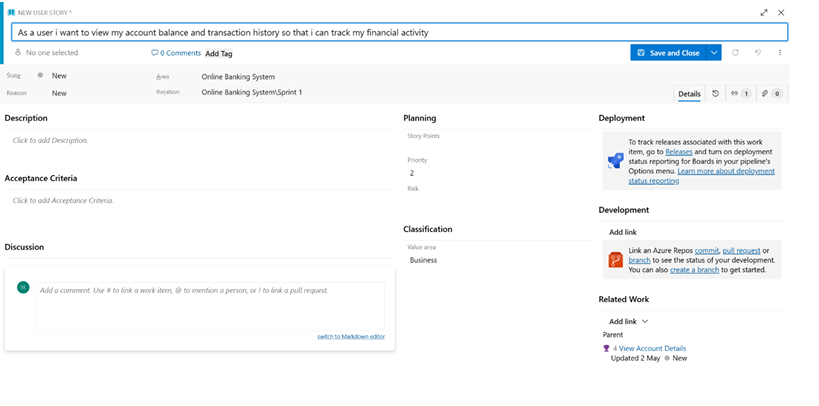 NEW USER STORY *
As a user i want to view my account balance and transaction history so that i can track my financial activity
No one selected
0 Comments Add Tag
Save and Close
State New
Area Online Banking System
Reason New
Iteration Online Banking System\Sprint 1
Details 1 0
Description
Click to add Description.
Acceptance Criteria
Click to add Acceptance Criteria.
Discussion
SE
Add a comment. Use # to link a work item, @ to mention a person, or ! to link a pull request.
switch to Markdown editor
Planning
Story Points
Priority
2
Risk
Classification
Value area
Business
Deployment
To track releases associated with this work
item, go to Releases and turn on deployment
status reporting for Boards in your pipeline's
Options menu. Learn more about deployment
status reporting
Development
Add link
Link an Azure Repos commit, pull request or
branch to see the status of your development.
You can also create a branch to get started.
Related Work
Add link
Parent
4 View Account Details
Updated 2 May New